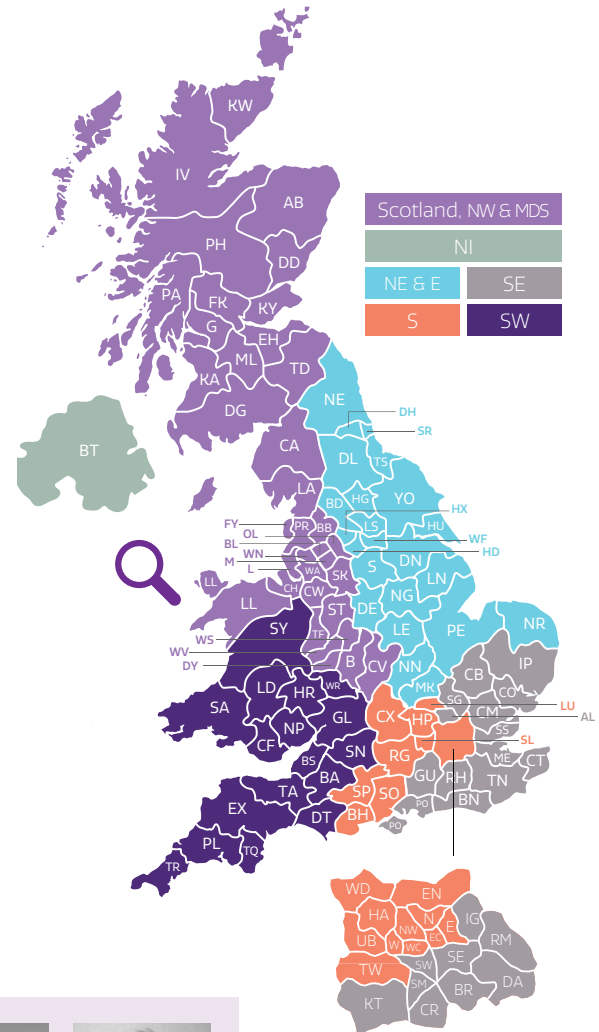 KW
IV
AB
Scotland, NW & MDS
PH
NI
DD
NE & E
SE
PA
FK
KY
S
SW
G
EH
ML
TD
KA
NE
DG
DH
SR
BT
CA
DL
TS
LA
BD
HG
YO
HX
FY
PR
BB
LS
HU
OL
WF
BL
HD
WN
M
WA
S
DN
L
SK
LN
LL
CH
CW
NG
LL
ST
DE
SY
LE
PE
NR
TF
WS
B
WV
CV
NN
IP
DY
CB
LD
HR
WR
MK
CO
SA
SG
LU
NP
GL
CX
HP
CM
AL
SS
CF
SN
SL
BS
RG
ME
CT
BA
GU
RH
TN
TA
SP
SO
BN
EX
PO
DT
BH
PO
PL
TQ
TR
WD
EN
HA
N
IG
NW
E
UB
EC
RM
W
WC
SE
TW
SW
SM
BR
DA
KT
CR